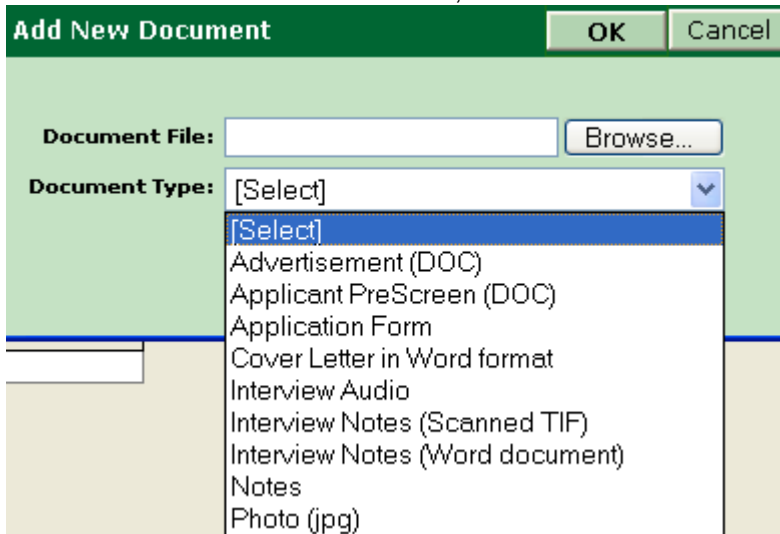 Add New Document OK Cancel
Document File: Browse...
Document Type: [Select]
[Select]
Advertisement (DOC)
Applicant PreScreen (DOC)
Application Form
Cover Letter in Word format
Interview Audio
Interview Notes (Scanned TIF)
Interview Notes (Word document)
Notes
Photo (jpg)